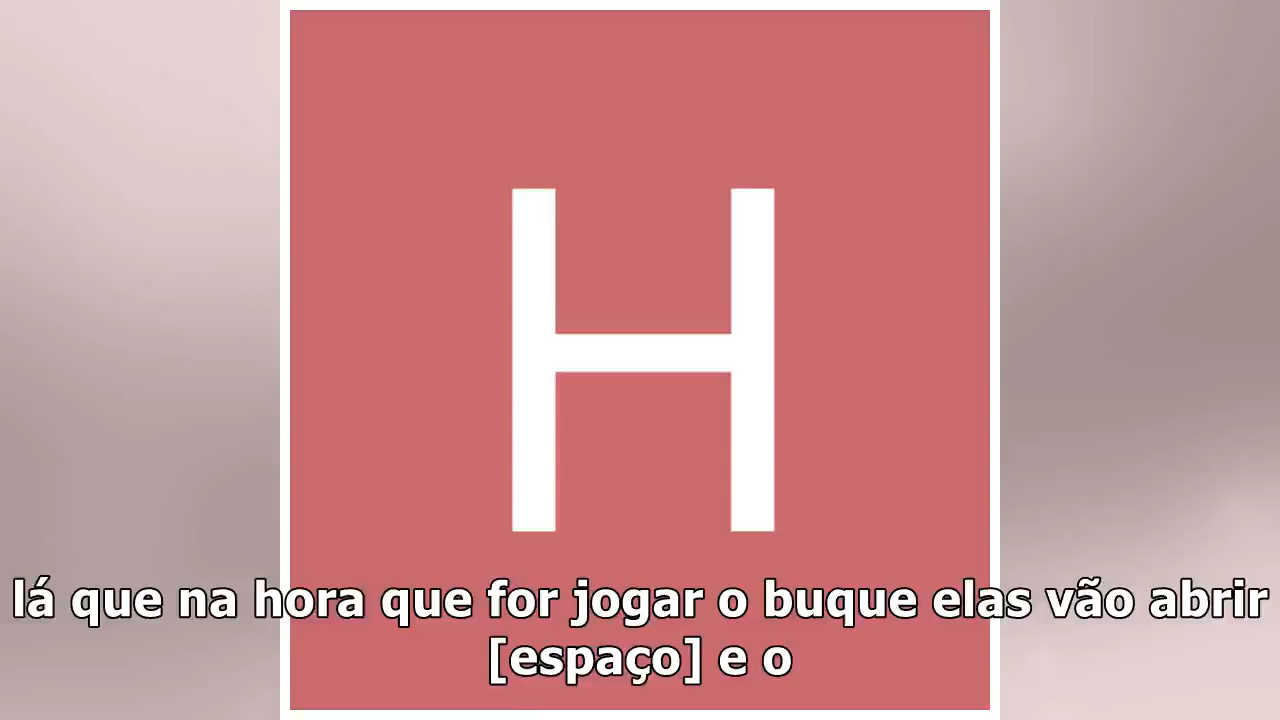 H
lá que na hora que for jogar o buque elas vão abrir
[espaço] e o